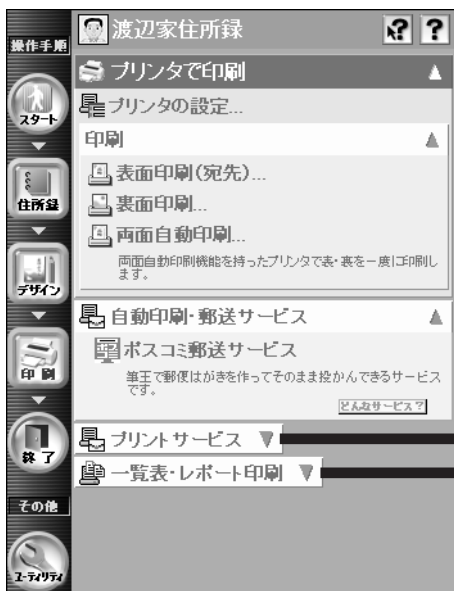 操作手順
渡辺家住所録
?
?
プリンタで印刷
プリンタの設定...
印刷
表面印刷(宛先)...
裏面印刷...
両面自動印刷...
両面自動印刷機能を持ったプリンタで表・裏を一度に印刷し
ます。
自動印刷・郵送サービス
ポスコミ郵送サービス
筆王で郵便はがきを作ってそのまま投かんできるサービス
です。
どんなサービス?
プリントサービス
一覧表・レポート印刷
スタート
住所録
デザイン
印刷
終了
その他
ユーティリティ